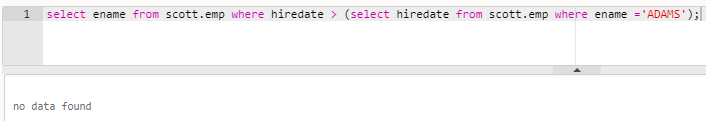 1 select ename from scott.emp where hiredate > (select hiredate from scott.emp where ename ='ADAMS');
no data found